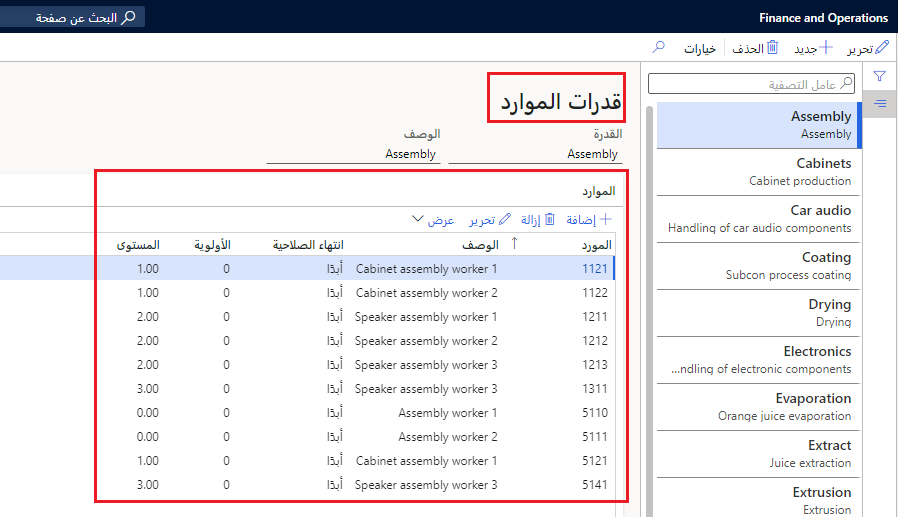 Finance and Operations
البحث عن صفحة
تحرير
جديد
الحذف
خيارات
عامل التصفية
Assembly
Assembly
Cabinets
Cabinet production
Car audio
Handling of car audio components
Coating
Subcon process coating
Drying
Drying
Electronics
...ndling of electronic components
Evaporation
Orange juice evaporation
Extract
Juice extraction
Extrusion
Extrusion
قدرات الموارد
القدرة
الوصف
Assembly
Assembly
الموارد
إضافة
إزالة
تحرير
عرض
المورد الوصف انتهاء الصلاحية الأولوية المستوى
1121 Cabinet assembly worker 1 أبدًا 0 1.00
1122 Cabinet assembly worker 2 أبدًا 0 1.00
1211 Speaker assembly worker 1 أبدًا 0 2.00
1212 Speaker assembly worker 2 أبدًا 0 2.00
1213 Speaker assembly worker 3 أبدًا 0 2.00
1311 Speaker assembly worker 3 أبدًا 0 3.00
5110 Assembly worker 1 أبدًا 0 0.00
5111 Assembly worker 2 أبدًا 0 0.00
5121 Cabinet assembly worker 1 أبدًا 0 1.00
5141 Speaker assembly worker 3 أبدًا 0 3.00